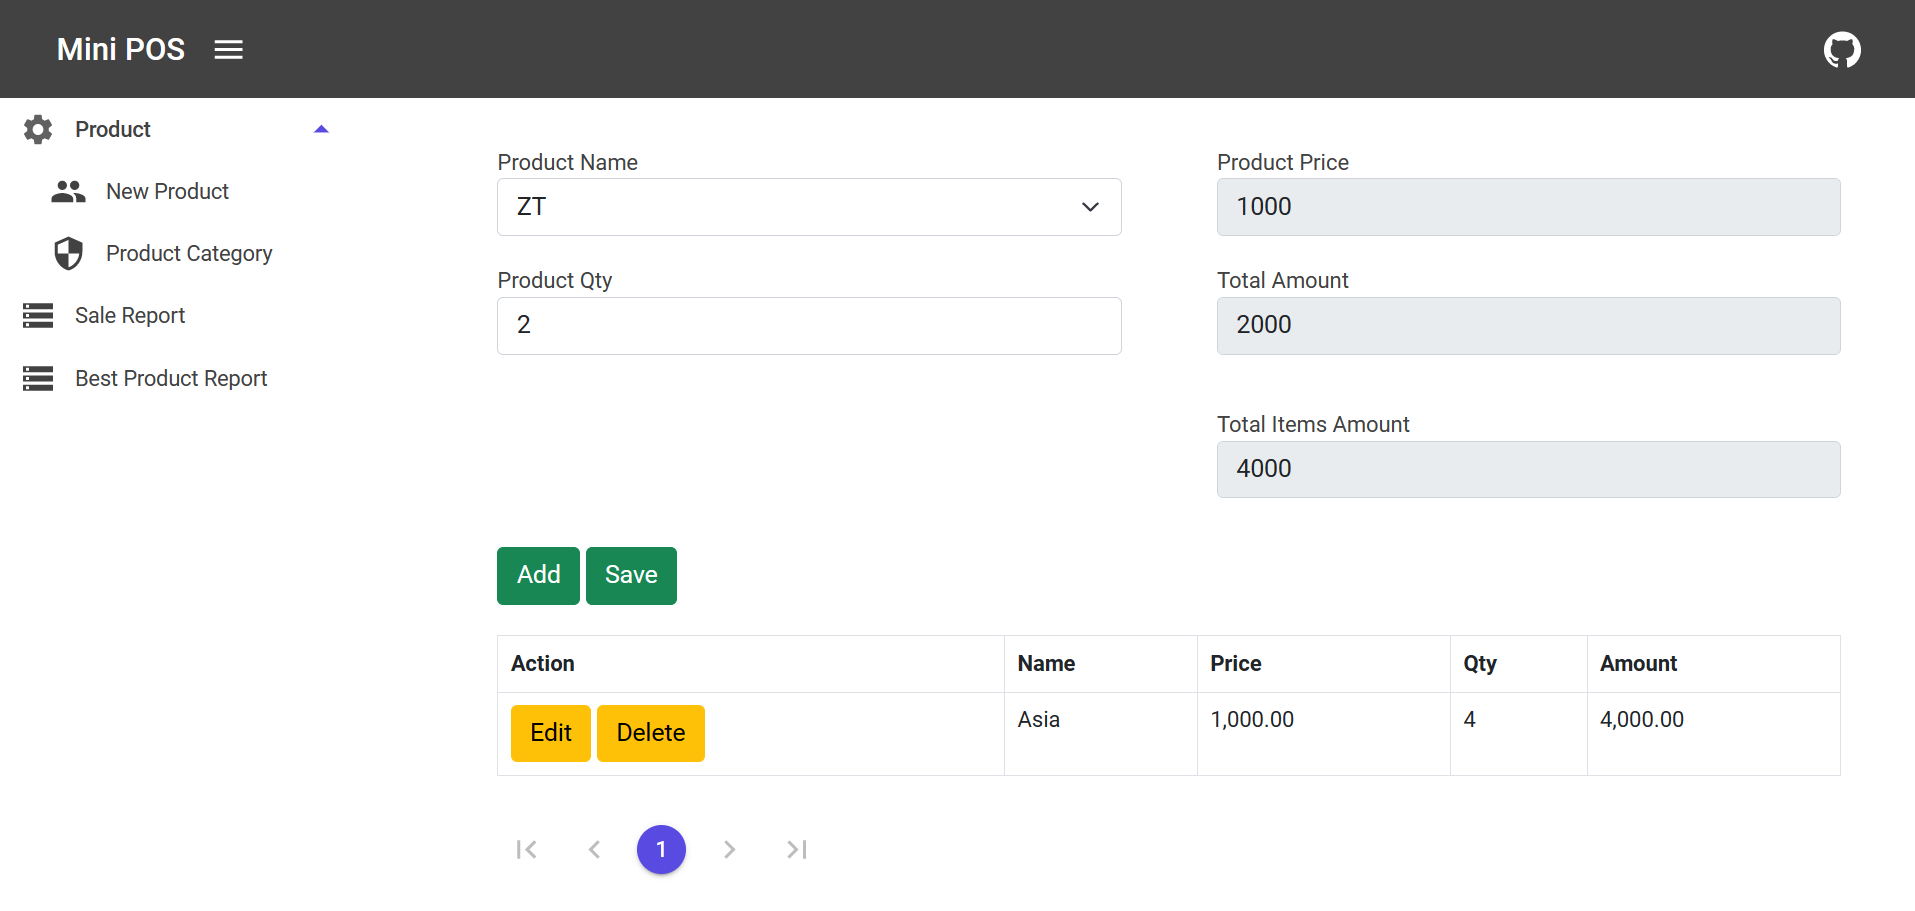 Mini POS
Product
New Product
Product Category
Sale Report
Best Product Report
Product Name
ZT
Product Price
1000
Product Qty
2
Total Amount
2000
Total Items Amount
4000
Add Save
Action Name Price Qty Amount
Edit Delete Asia 1,000.00 4 4,000.00
1